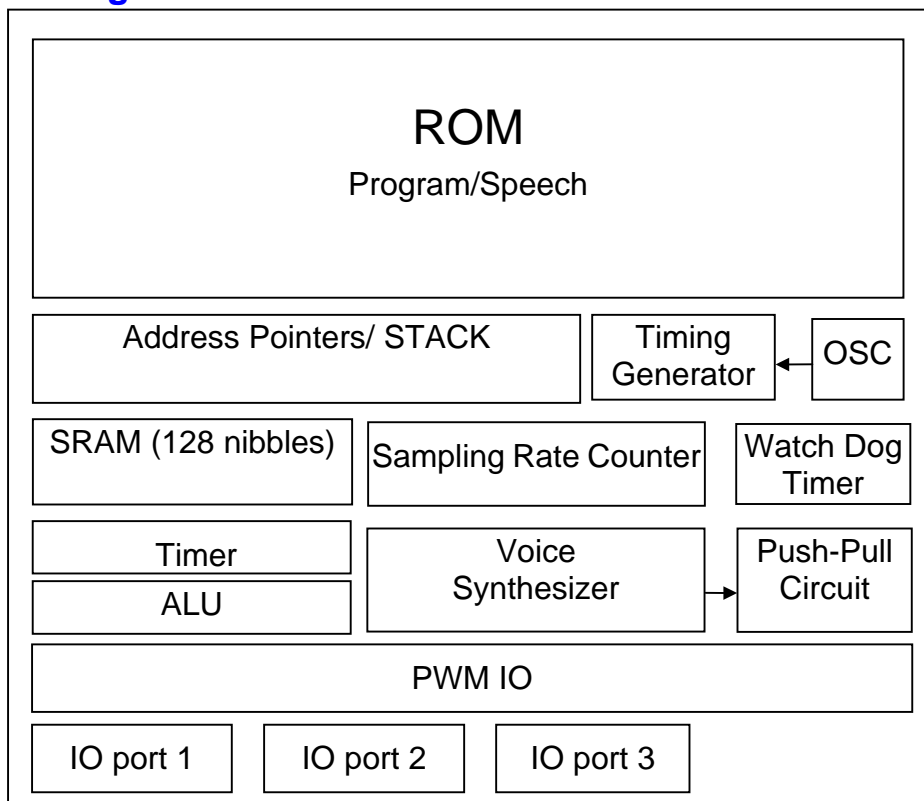 ROM
Program/Speech
Address Pointers/ STACK
Timing
Generator
OSC
SRAM (128 nibbles)
Sampling Rate Counter
Watch Dog
Timer
Timer
ALU
Voice
Synthesizer
Push-Pull
Circuit
PWM IO
IO port 1
IO port 2
IO port 3